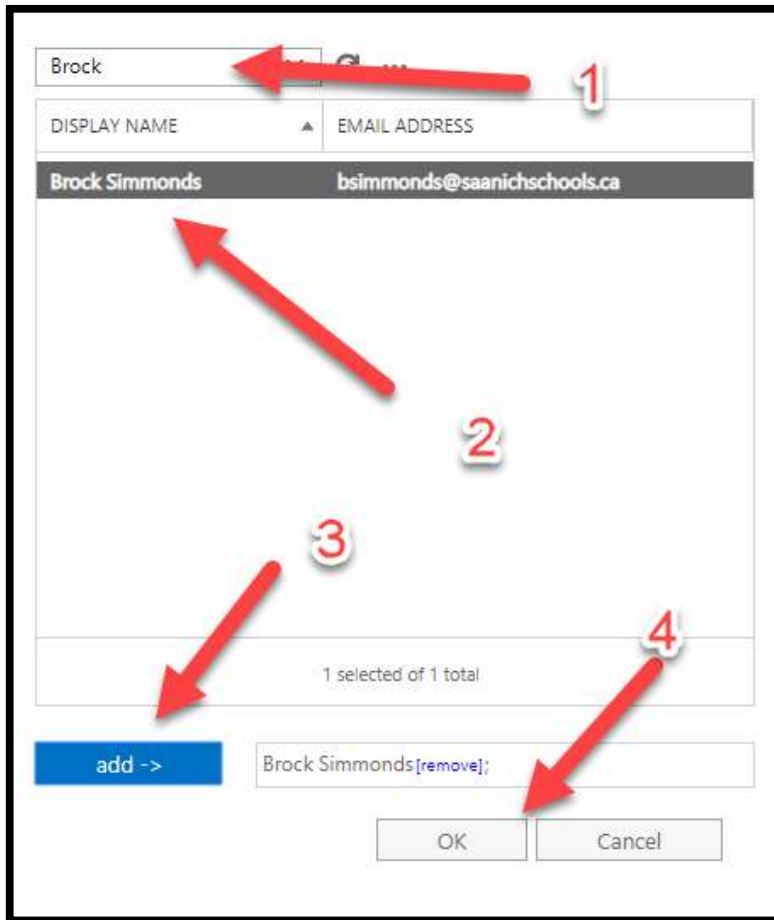 Brock
1
DISPLAY NAME EMAIL ADDRESS
Brock Simmonds bsimmonds@saanichschools.ca
2
3
4
1 selected of 1 total
add -> Brock Simmonds[remove];
OK Cancel